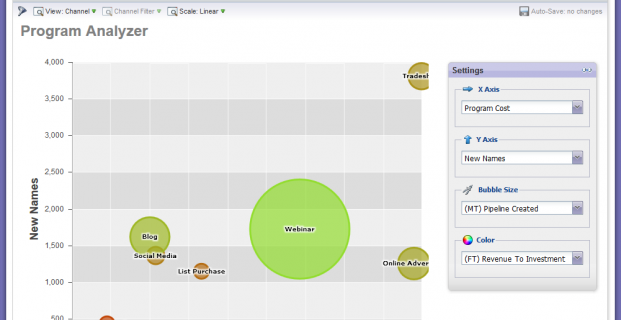 View: Channel Channel Filter Scale: Linear Auto-Save: no changes
Program Analyzer
4,000
3,500
3,000
2,500
2,000
1,500
1,000
500
New Names
Tradesh
Blog
Social Media
List Purchase
Webinar
Online Adver
Settings
X Axis
Program Cost
Y Axis
New Names
Bubble Size
(MT) Pipeline Created
Color
(FT) Revenue To Investment